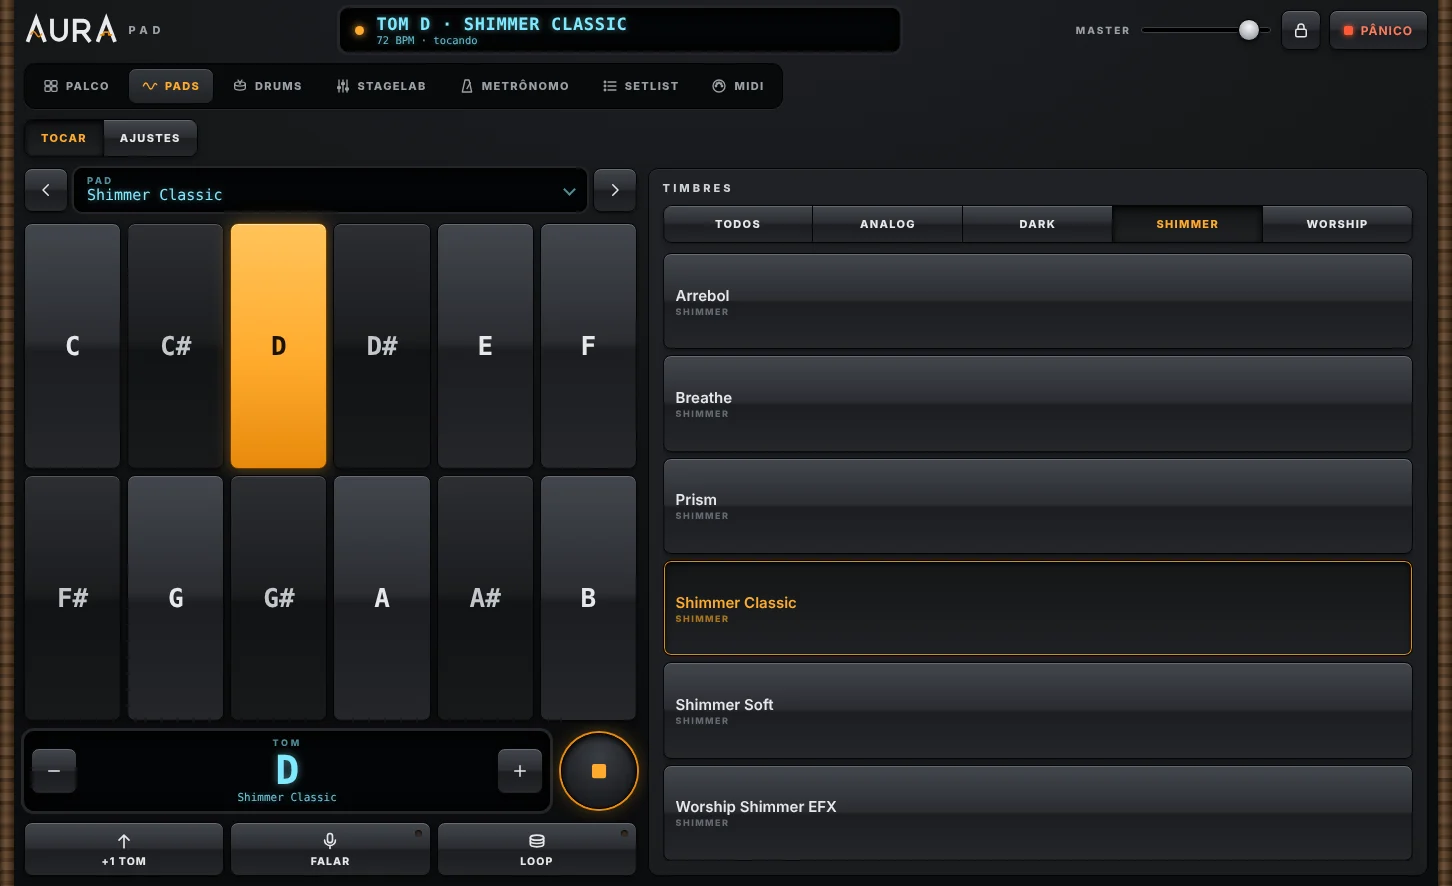 AURA PAD
TOM D · SHIMMER CLASSIC
72 BPM · tocando
MASTER
PÂNICO
PALCO
PADS
DRUMS
STAGELAB
METRÔNOMO
SETLIST
MIDI
TOCAR
AJUSTES
PAD
Shimmer Classic
C
C#
D
D#
E
F
F#
G
G#
A
A#
B
TOM
−
D
+
Shimmer Classic
+1 TOM
FALAR
LOOP
TIMBRES
TODOS
ANALOG
DARK
SHIMMER
WORSHIP
Arrebol
SHIMMER
Breathe
SHIMMER
Prism
SHIMMER
Shimmer Classic
SHIMMER
Shimmer Soft
SHIMMER
Worship Shimmer EFX
SHIMMER